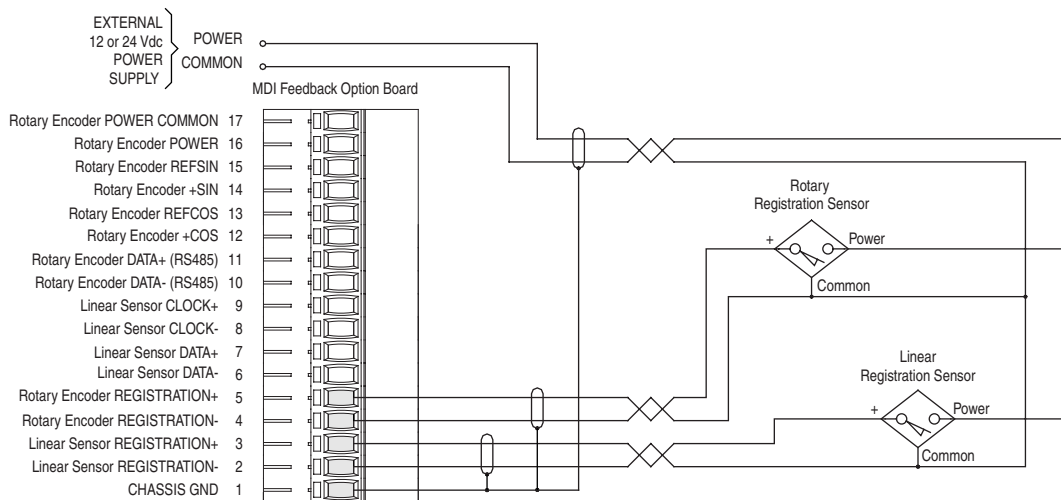 EXTERNAL
12 or 24 Vdc
POWER
SUPPLY
POWER
COMMON
MDI Feedback Option Board
Rotary Encoder POWER COMMON 17
Rotary Encoder POWER 16
Rotary Encoder REFSIN 15
Rotary Encoder +SIN 14
Rotary Encoder REFCOS 13
Rotary Encoder +COS 12
Rotary Encoder DATA+ (RS485) 11
Rotary Encoder DATA- (RS485) 10
Linear Sensor CLOCK+ 9
Linear Sensor CLOCK- 8
Linear Sensor DATA+ 7
Linear Sensor DATA- 6
Rotary Encoder REGISTRATION+ 5
Rotary Encoder REGISTRATION- 4
Linear Sensor REGISTRATION+ 3
Linear Sensor REGISTRATION- 2
CHASSIS GND 1
Rotary
Registration Sensor
+ Power
Common
Linear
Registration Sensor
+ Power
Common